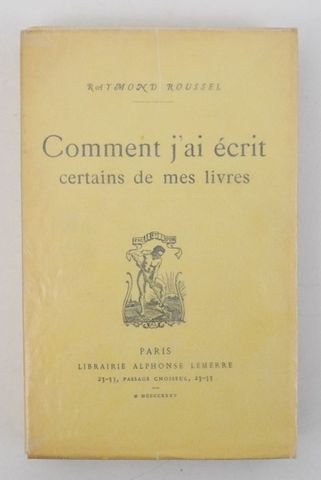 RAYMOND ROUSSEL
Comment j'ai écrit
certains de mes livres
PARIS
LIBRAIRIE ALPHONSE LEMERRE
23-33, PASSAGE CHOISEUL, 23-33
M DCCCCXXXV